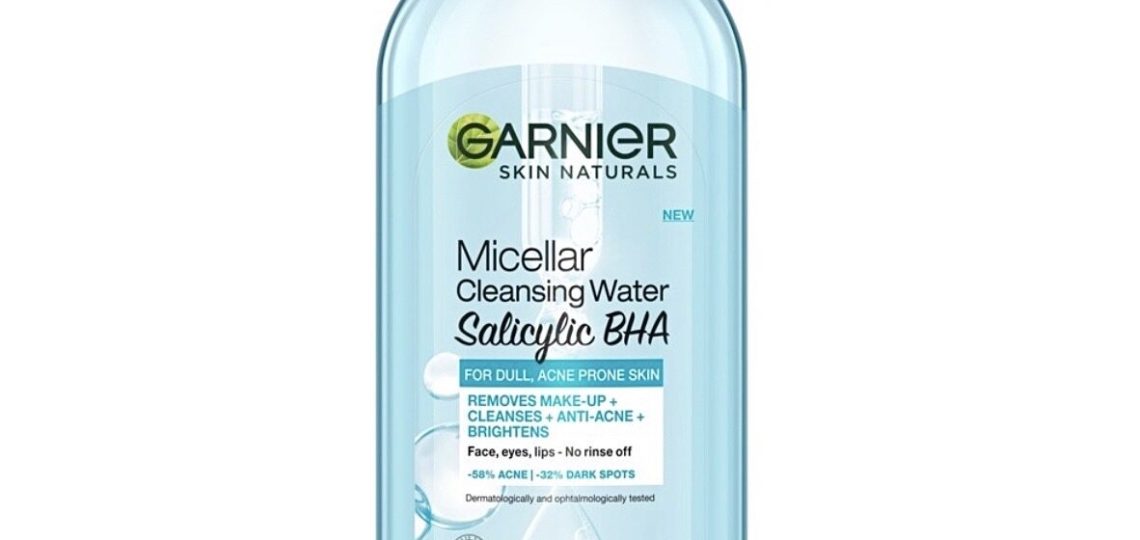 GARNIER
SKIN NATURALS
NEW
Micellar
Cleansing Water
Salicylic BHA
FOR DULL, ACNE PRONE SKIN
REMOVES MAKE-UP +
CLEANSES + ANTI-ACNE +
BRIGHTENS
Face, eyes, lips - No rinse off
-58% ACNE | -32% DARK SPOTS
Dermatologically and ophtalmologically tested